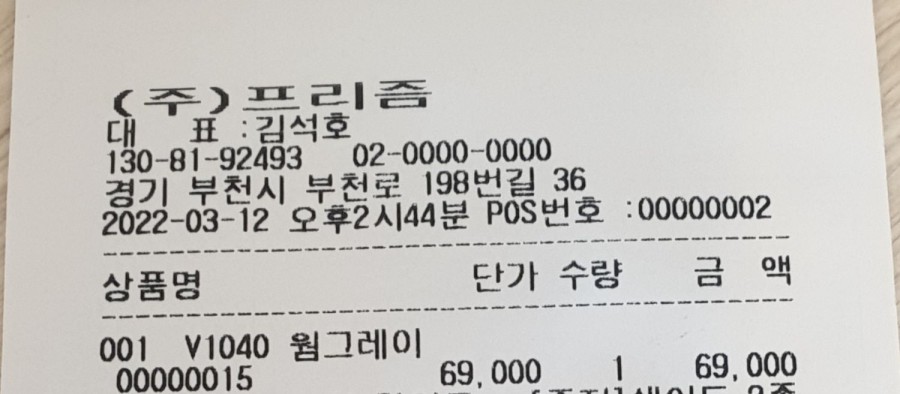 (주)프리즘
대 표 :김석호
130-81-92493 02-0000-0000
경기 부천시 부천로 198번길 36
2022-03-12 오후2시44분 POS번호 :00000002
상품명 단가 수량 금 액
001 V1040 웜그레이
00000015 69,000 1 69,000